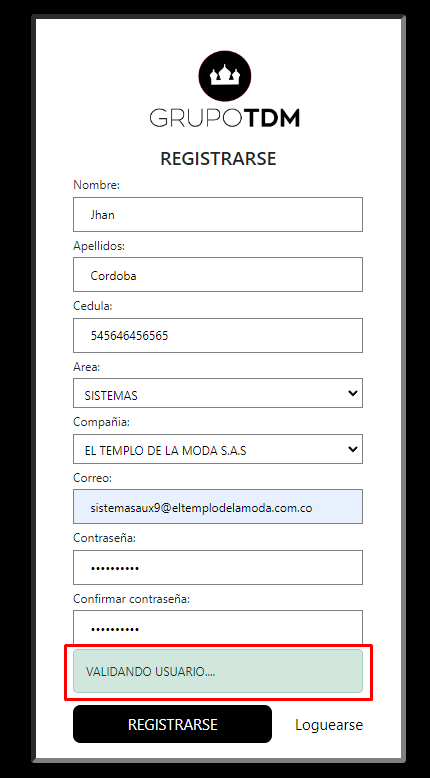 GRUPOTDM
REGISTRARSE
Nombre:
Jhan
Apellidos:
Cordoba
Cedula:
545646456565
Area:
SISTEMAS
Compañia:
EL TEMPLO DE LA MODA S.A.S
Correo:
sistemasaux9@eltemplodelamoda.com.co
Contraseña:
••••••••••
Confirmar contraseña:
••••••••••
VALIDANDO USUARIO....
REGISTRARSE Loguearse